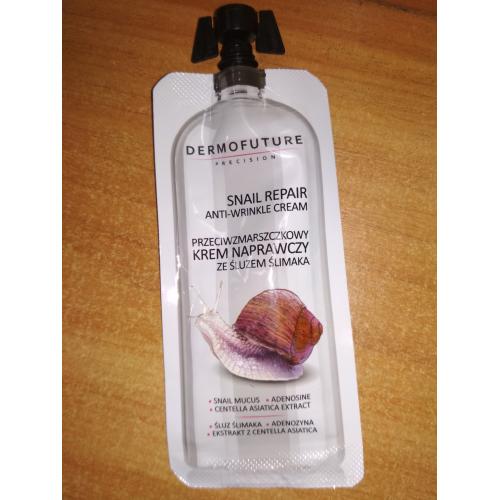 DERMOFUTURE
PRECISION
SNAIL REPAIR
ANTI-WRINKLE CREAM
PRZECIWZMARSZCZKOWY
KREM NAPRAWCZY
ZE ŚLUZEM ŚLIMAKA
• SNAIL MUCUS • ADENOSINE
• CENTELLA ASIATICA EXTRACT
• ŚLUZ ŚLIMAKA • ADENOZYNA
• EKSTRAKT Z CENTELLA ASIATICA